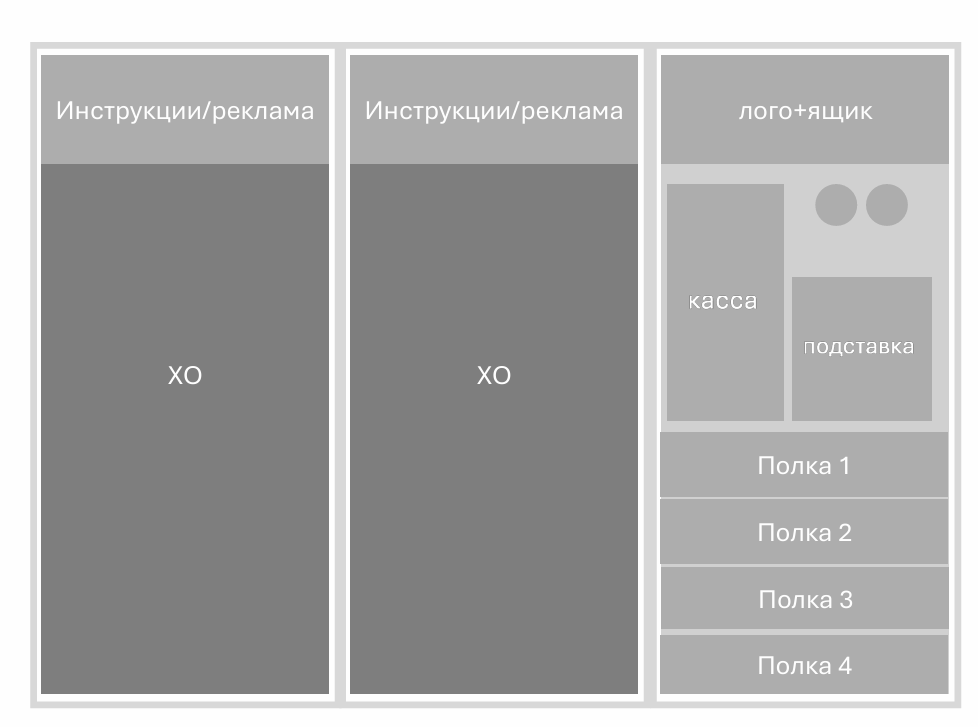 Инструкции/реклама
Инструкции/реклама
лого+ящик
касса
подставка
ХО
ХО
Полка 1
Полка 2
Полка 3
Полка 4